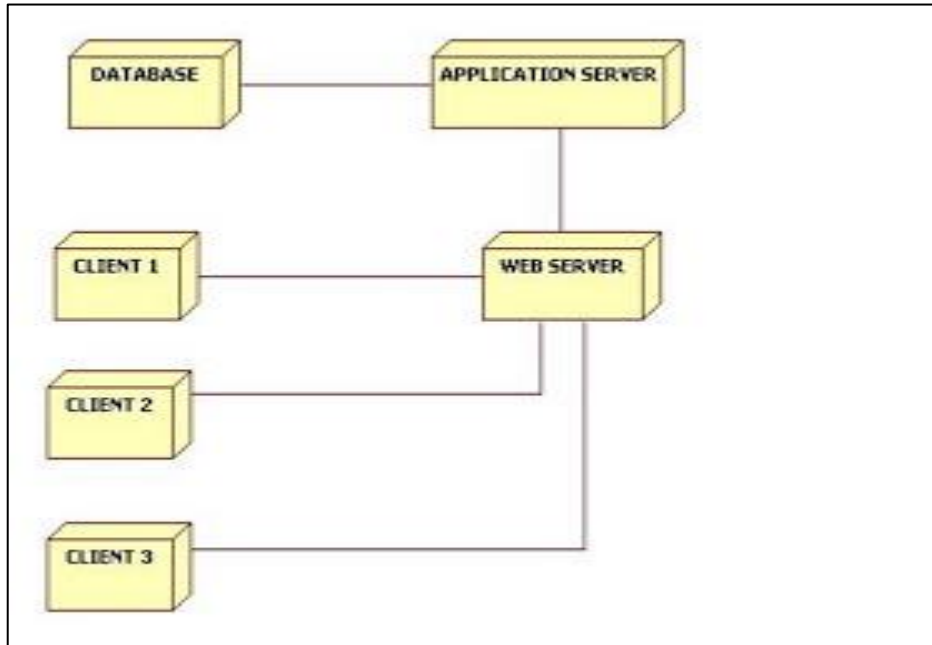 DATABASE
APPLICATION SERVER
CLIENT 1
WEB SERVER
CLIENT 2
CLIENT 3